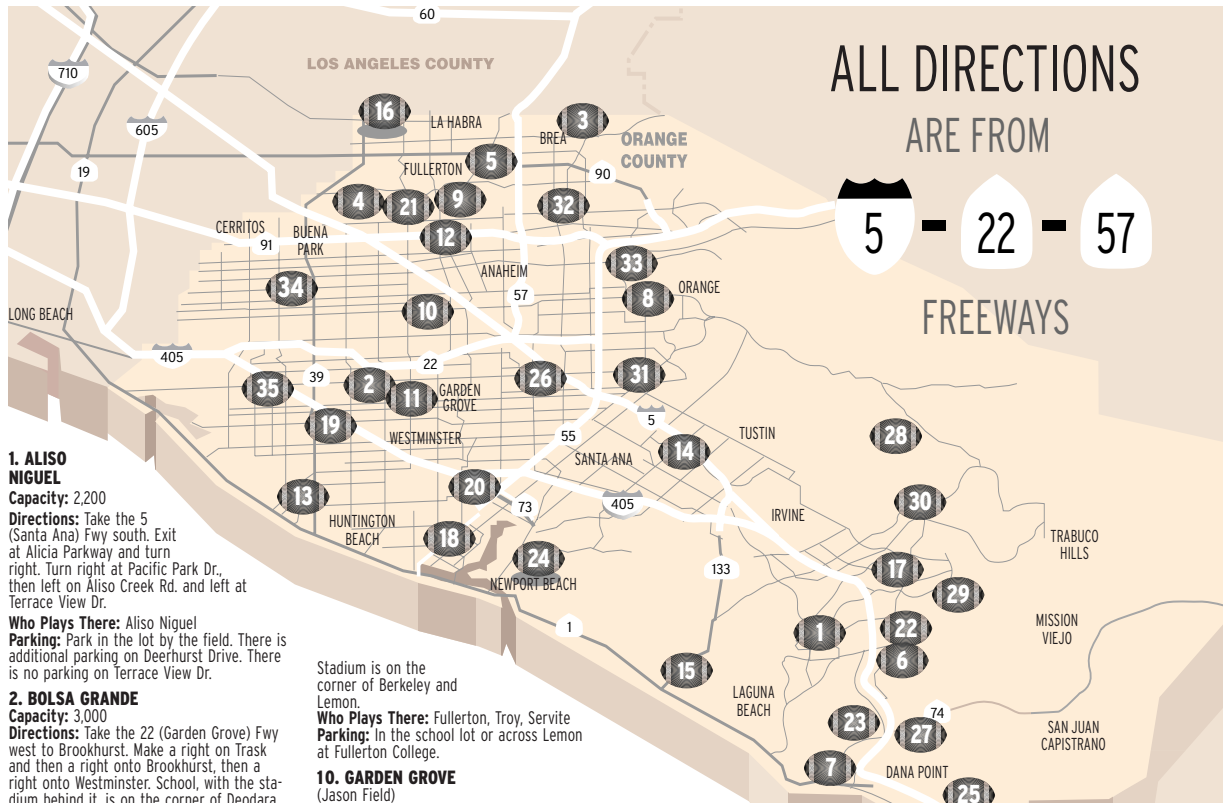 ALL DIRECTIONS
ARE FROM
5 - 22 - 57
FREEWAYS
60
LOS ANGELES COUNTY
710
16
3
605
LA HABRA
BREA
ORANGE
COUNTY
5
19
FULLERTON
90
4
21
9
32
CERRITOS
91
BUENA
PARK
12
ANAHEIM
33
34
57
8
ORANGE
10
LONG BEACH
405
22
39
35
2
11
GARDEN
GROVE
26
31
19
5
WESTMINSTER
55
TUSTIN
28
SANTA ANA
14
20
13
73
405
30
HUNTINGTON
BEACH
IRVINE
18
TRABUCO
HILLS
24
133
17
NEWPORT BEACH
29
1
1
22
MISSION
VIEJO
6
15
LAGUNA
BEACH
74
23
27
SAN JUAN
CAPISTRANO
7
DANA POINT
25
1. ALISO
NIGUEL
Capacity: 2,200
Directions: Take the 5
(Santa Ana) Fwy south. Exit
at Alicia Parkway and turn
right. Turn right at Pacific Park Dr.,
then left on Aliso Creek Rd. and left at
Terrace View Dr.
Who Plays There: Aliso Niguel
Parking: Park in the lot by the field. There is
additional parking on Deerhurst Drive. There
is no parking on Terrace View Dr.
2. BOLSA GRANDE
Capacity: 3,000
Directions: Take the 22 (Garden Grove) Fwy
west to Brookhurst. Make a right on Trask
and then a right onto Brookhurst, then a
right onto Westminster. School, with the sta-
dium behind it, is on the corner of Deodara
Stadium is on the
corner of Berkeley and
Lemon.
Who Plays There: Fullerton, Troy, Servite
Parking: In the school lot or across Lemon
at Fullerton College.
10. GARDEN GROVE
(Jason Field)